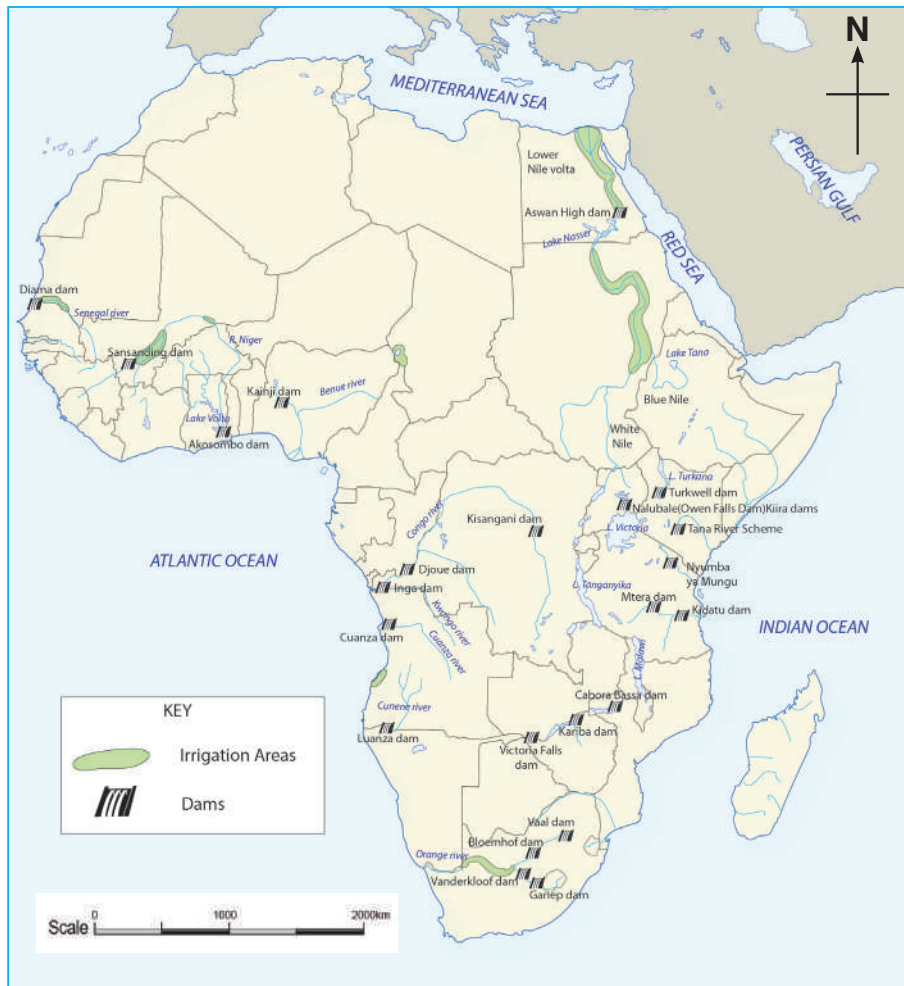 N
MEDITERRANEAN SEA
PERSIAN GULF
Lower
Nile volta
Aswan High dam
Lake Nasser
RED SEA
Diama dam
Senegal river
R. Niger
Sansanding dam
Lake Tana
Kainji dam
Benue river
Blue Nile
Lake Volta
Akosombo dam
White
Nile
L. Turkana
Turkwell dam
Nalubale(Owen Falls Dam)Kiira dams
Congo river
Kisangani dam
L. Victoria
Tana River Scheme
ATLANTIC OCEAN
Djoue dam
Nyumba
ya Mungu
Inga dam
L. Tanganyika
Mtera dam
Kidatu dam
Kwango river
INDIAN OCEAN
Cuanza dam
Cuanza river
L. Malawi
Cabora Bassa dam
Cunene river
KEY
Luanza dam
Kariba dam
Victoria Falls
dam
Irrigation Areas
Dams
Vaal dam
Bloemhof dam
Orange river
Vanderkloof dam
Gariep dam
0
1000
2000km
Scale